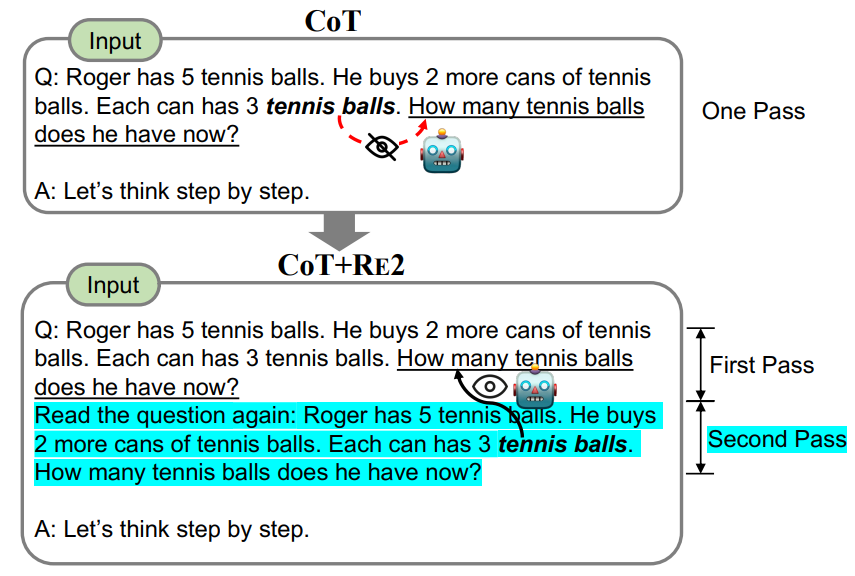 CoT
Input
Q: Roger has 5 tennis balls. He buys 2 more cans of tennis
balls. Each can has 3 tennis balls. How many tennis balls
does he have now?
A: Let's think step by step.
One Pass
CoT+RE2
Input
Q: Roger has 5 tennis balls. He buys 2 more cans of tennis
balls. Each can has 3 tennis balls. How many tennis balls
does he have now?
Read the question again: Roger has 5 tennis balls. He buys
2 more cans of tennis balls. Each can has 3 tennis balls.
How many tennis balls does he have now?
A: Let's think step by step.
First Pass
Second Pass